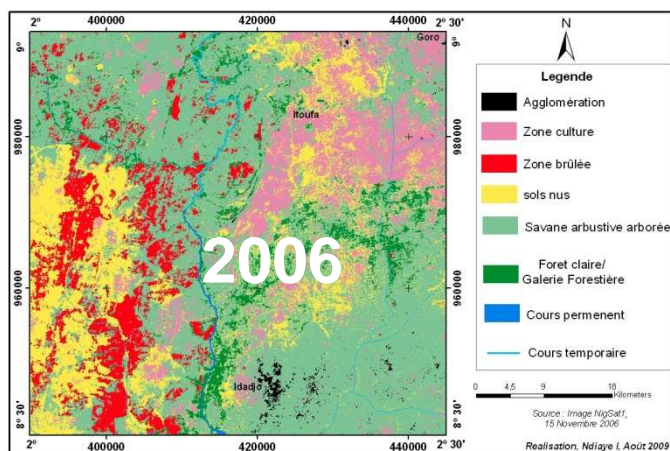 2° 400000 420000 440000 2° 30'
Goro
9°
9°
Itoufa
980000
980000
2006
960000
960000
Idadjo
8° 30'
8° 30'
2° 400000 420000 440000 2° 30'
N
Legende
Agglomération
Zone culture
Zone brûlée
sols nus
Savane arbustive arborée
Foret claire/
Galerie Forestière
Cours permenent
Cours temporaire
0 4,5 9 18
Kilometers
Source : Image NigSat1,
15 Novembre 2006
Realisation, Ndiaye I, Août 2009